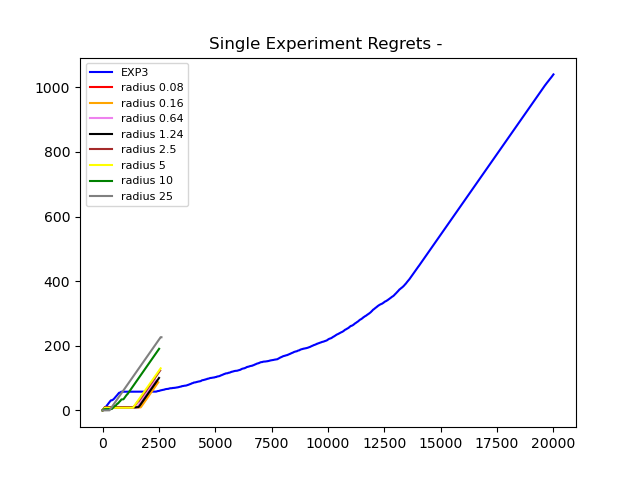 Single Experiment Regrets -
EXP3
radius 0.08
radius 0.16
radius 0.64
radius 1.24
radius 2.5
radius 5
radius 10
radius 25
1000
800
600
400
200
0
0 2500 5000 7500 10000 12500 15000 17500 20000